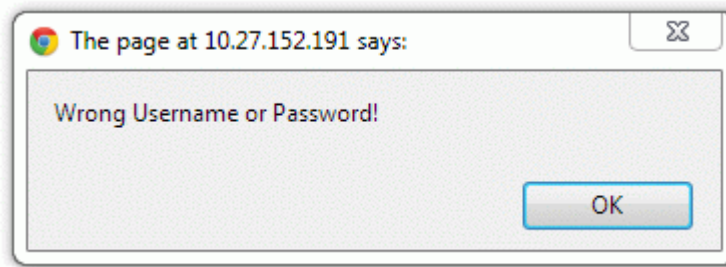 The page at 10.27.152.191 says:
Wrong Username or Password!
OK